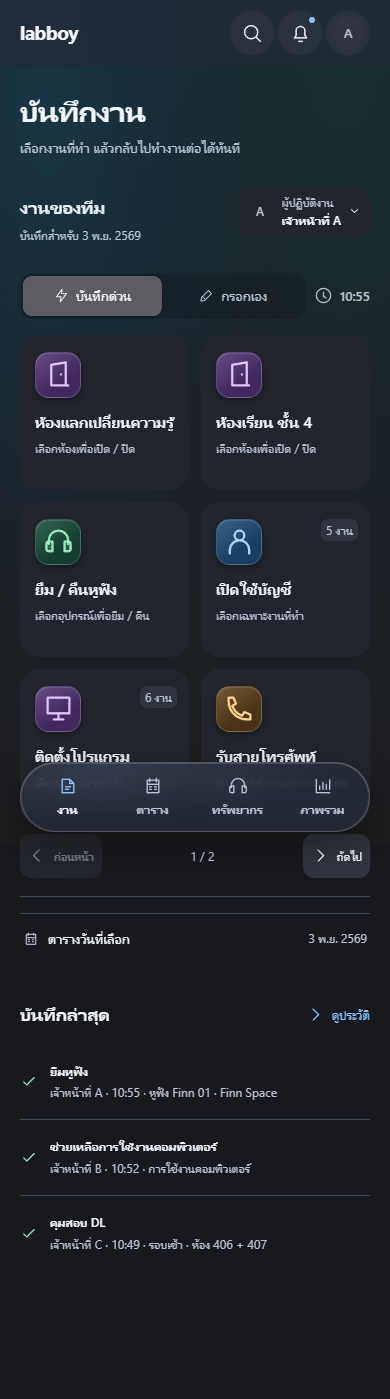 labboy
A
บันทึกงาน
เลือกงานที่ทำ แล้วกลับไปทำงานต่อได้ทันที
งานของทีม
บันทึกสำหรับ 3 พ.ย. 2569
A
ผู้ปฏิบัติงาน
เจ้าหน้าที่ A
บันทึกด่วน
กรอกเอง
10:55
ห้องแลกเปลี่ยนความรู้
เลือกห้องเพื่อเปิด / ปิด
ห้องเรียน ชั้น 4
เลือกห้องเพื่อเปิด / ปิด
ยืม / คืนหูฟัง
เลือกอุปกรณ์เพื่อยืม / คืน
5 งาน
เปิดใช้บัญชี
เลือกเฉพาะงานที่ทำ
6 งาน
ติดตั้งโปรแกรม
รับสายโทรศัพท์
งาน
ตาราง
ทรัพยากร
ภาพรวม
ก่อนหน้า
1 / 2
ถัดไป
ตารางวันที่เลือก
3 พ.ย. 2569
บันทึกล่าสุด
ดูประวัติ
ยืมหูฟัง
เจ้าหน้าที่ A · 10:55 · หูฟัง Finn 01 · Finn Space
ช่วยเหลือการใช้งานคอมพิวเตอร์
เจ้าหน้าที่ B · 10:52 · การใช้งานคอมพิวเตอร์
คุมสอบ DL
เจ้าหน้าที่ C · 10:49 · รอบเช้า · ห้อง 406 + 407